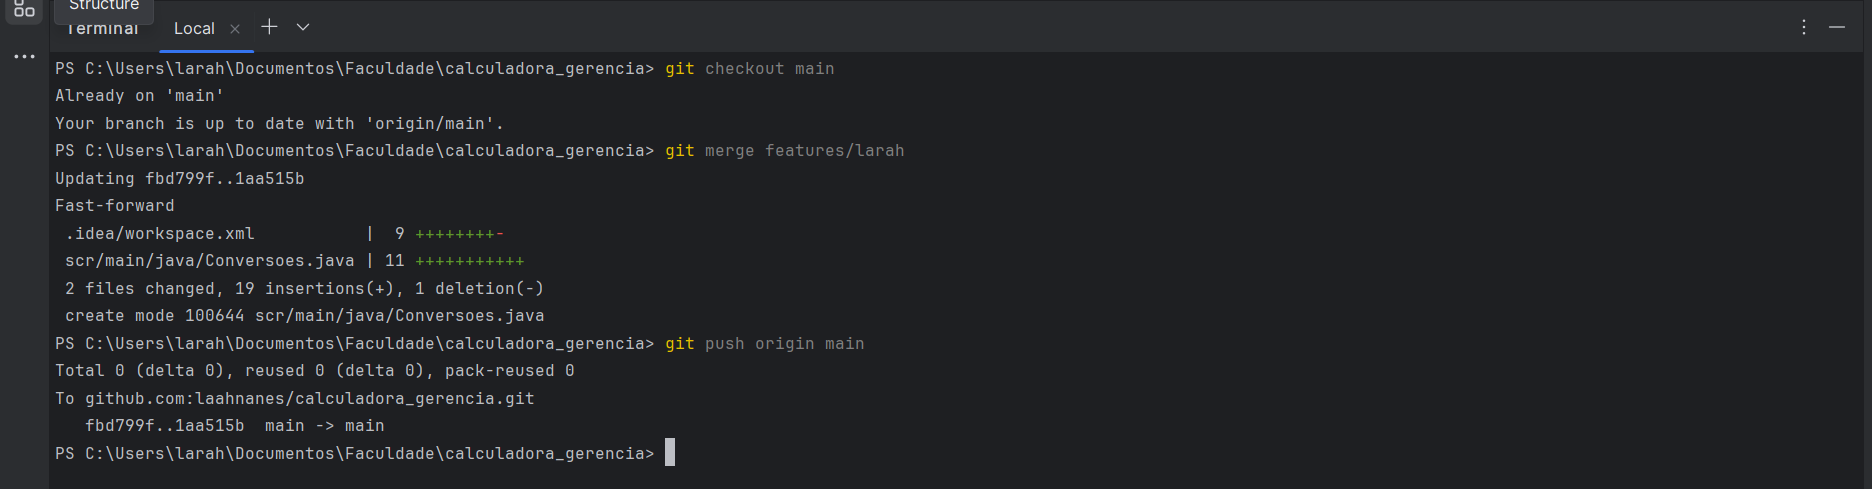 Structure
Terminal Local
PS C:\Users\larah\Documentos\Faculdade\calculadora_gerencia> git checkout main
Already on 'main'
Your branch is up to date with 'origin/main'.
PS C:\Users\larah\Documentos\Faculdade\calculadora_gerencia> git merge features/larah
Updating fbd799f..1aa515b
Fast-forward
 .idea/workspace.xml           |  9 ++++++++-
 scr/main/java/Conversoes.java | 11 +++++++++++
 2 files changed, 19 insertions(+), 1 deletion(-)
 create mode 100644 scr/main/java/Conversoes.java
PS C:\Users\larah\Documentos\Faculdade\calculadora_gerencia> git push origin main
Total 0 (delta 0), reused 0 (delta 0), pack-reused 0
To github.com:laahnanes/calculadora_gerencia.git
   fbd799f..1aa515b  main -> main
PS C:\Users\larah\Documentos\Faculdade\calculadora_gerencia>